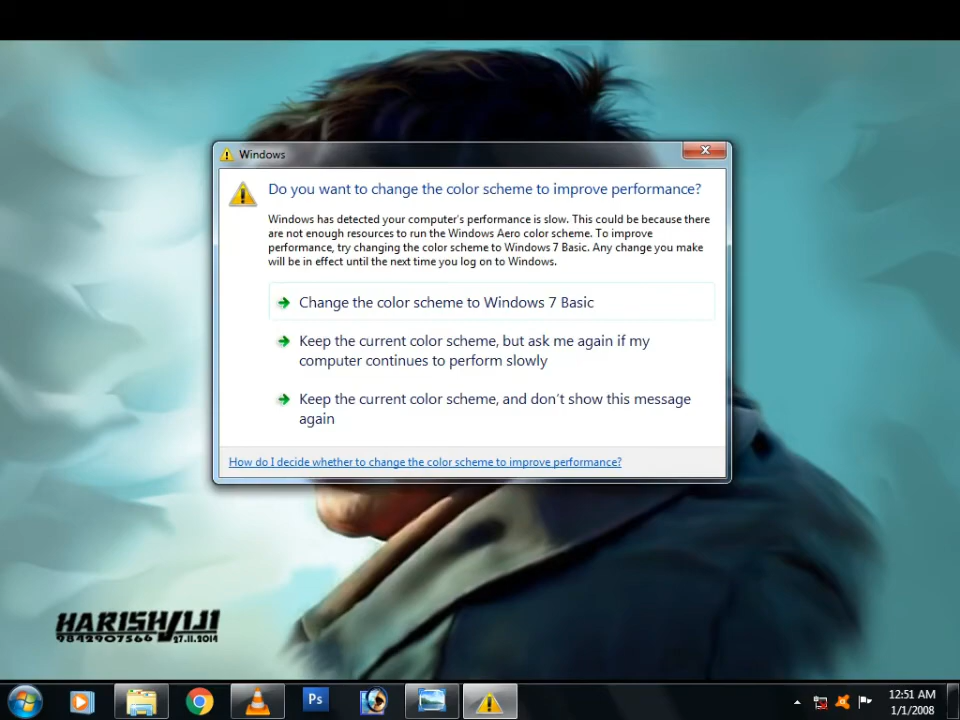 Windows
Do you want to change the color scheme to improve performance?
Windows has detected your computer's performance is slow. This could be because there
are not enough resources to run the Windows Aero color scheme. To improve
performance, try changing the color scheme to Windows 7 Basic. Any change you make
will be in effect until the next time you log on to Windows.
Change the color scheme to Windows 7 Basic
Keep the current color scheme, but ask me again if my
computer continues to perform slowly
Keep the current color scheme, and don't show this message
again
How do I decide whether to change the color scheme to improve performance?
HARISH/IJI
9842907566 27.11.2014
Ps
12:51 AM
1/1/2008